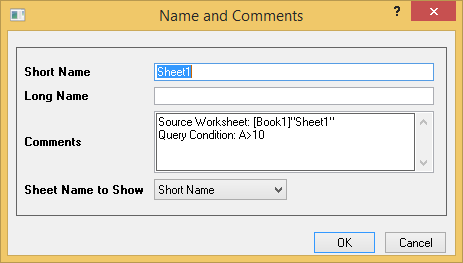 Name and Comments
?
Short Name Sheet1
Long Name
Comments Source Worksheet: [Book1]"Sheet1"
Query Condition: A>10
Sheet Name to Show Short Name
OK Cancel